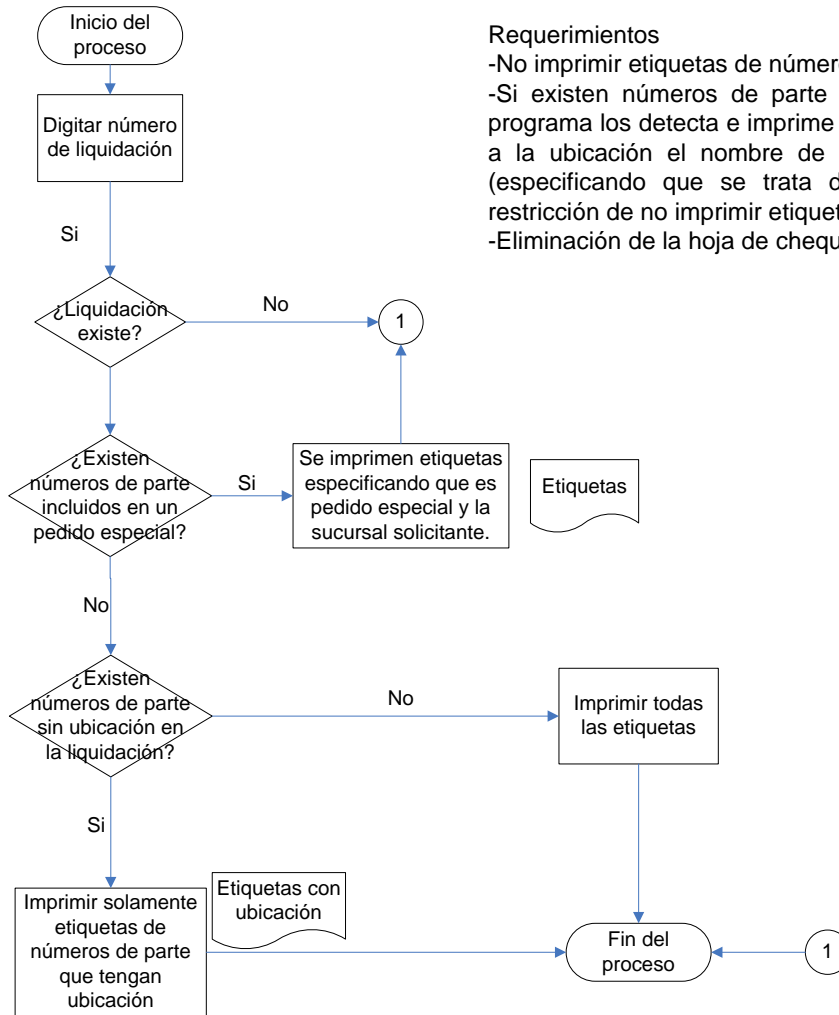 Inicio del
proceso
Requerimientos
-No imprimir etiquetas de número
-Si existen números de parte
programa los detecta e imprime
a la ubicación el nombre de
(especificando que se trata
restricción de no imprimir
-Eliminación de la hoja de
Digitar número
de liquidación
Si
¿Liquidación
existe?
No
1
¿Existen
números de parte
incluidos en un
pedido especial?
Si
Se imprimen etiquetas
especificando que es
pedido especial y la
sucursal solicitante.
Etiquetas
No
¿Existen
números de parte
sin ubicación en
la liquidación?
No
Imprimir todas
las etiquetas
Si
Imprimir solamente
etiquetas de
números de parte
que tengan
ubicación
Etiquetas con
ubicación
Fin del
proceso
1